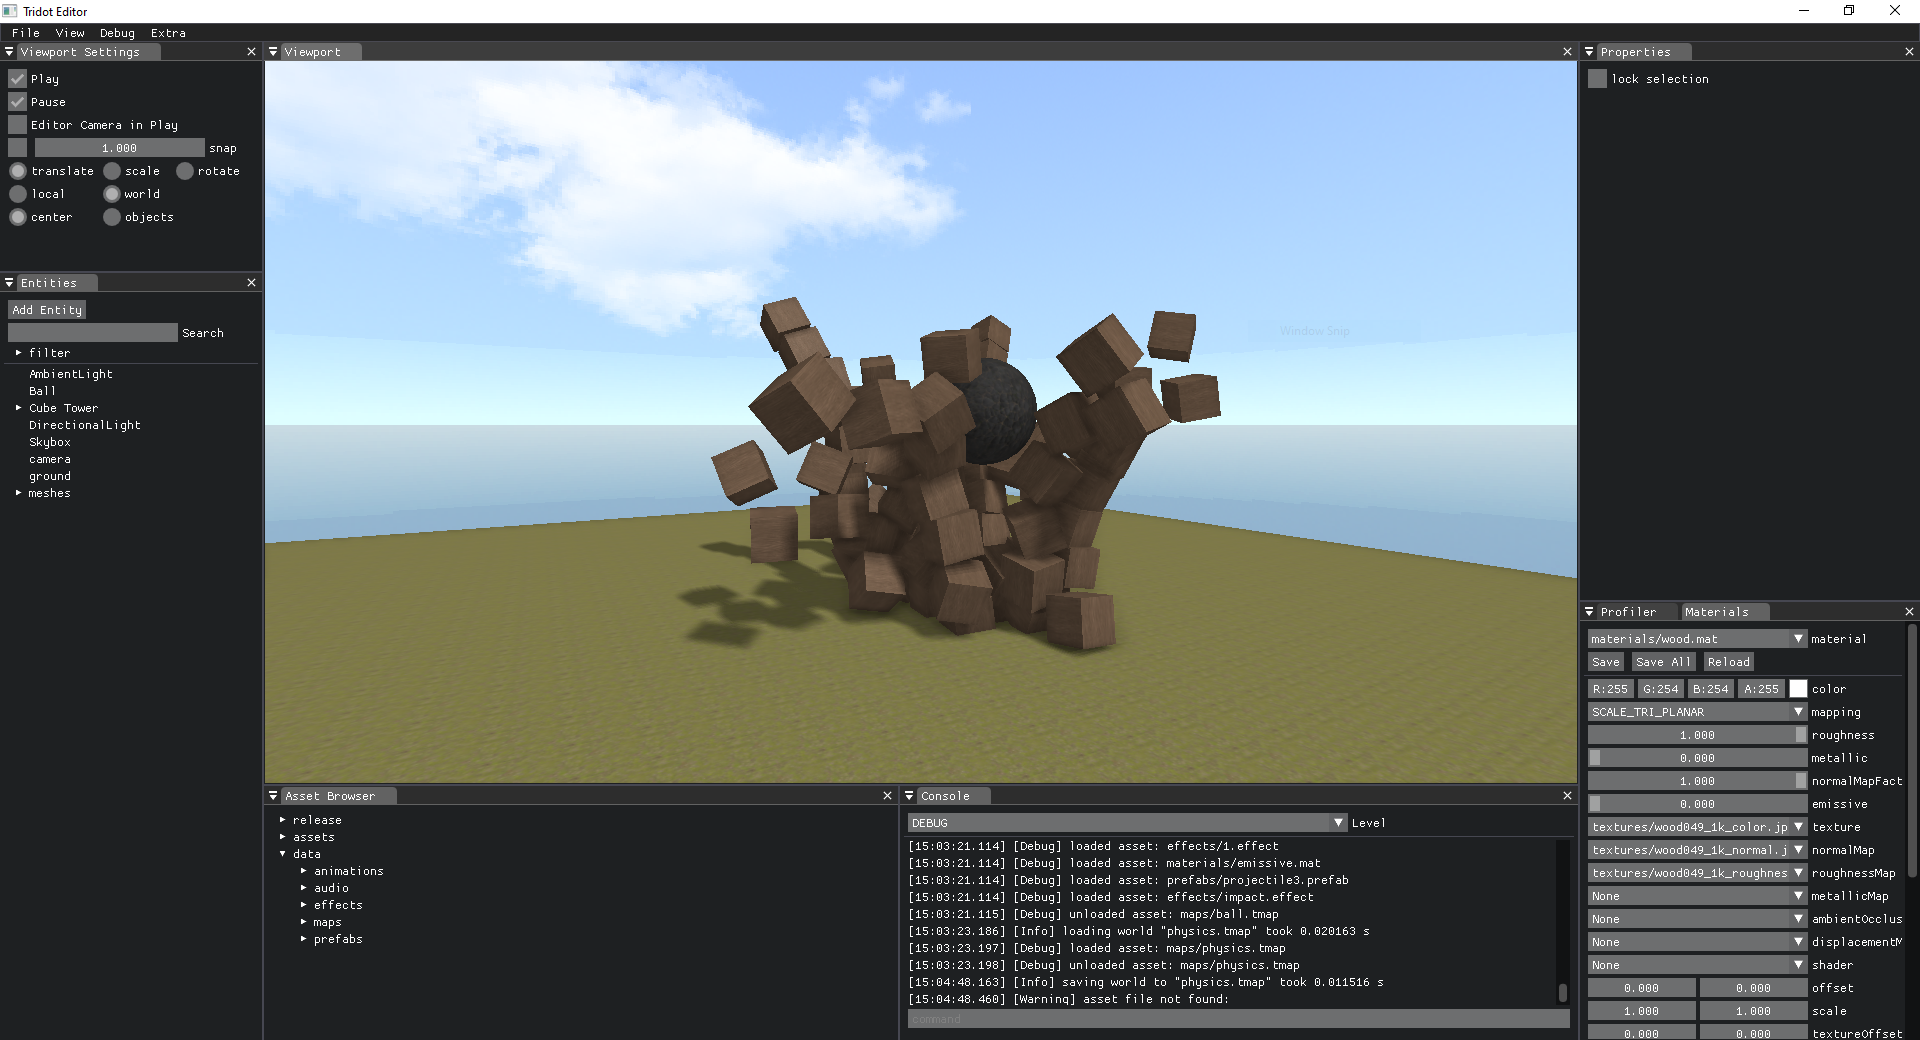 Tridot Editor
File View Debug Extra
Viewport Settings
Play
Pause
Editor Camera in Play
1.000 snap
translate scale rotate
local world
center objects
Entities
Add Entity
Search
filter
AmbientLight
Ball
Cube Tower
DirectionalLight
Skybox
camera
ground
meshes
Viewport
Window Snip
Asset Browser
release
assets
data
animations
audio
effects
maps
prefabs
Console
DEBUG Level
[15:03:21.114] [Debug] loaded asset: effects/1.effect
[15:03:21.114] [Debug] loaded asset: materials/emissive.mat
[15:03:21.114] [Debug] loaded asset: prefabs/projectile3.prefab
[15:03:21.114] [Debug] loaded asset: effects/impact.effect
[15:03:21.115] [Debug] unloaded asset: maps/ball.tmap
[15:03:23.186] [Info] loading world "physics.tmap" took 0.020163 s
[15:03:23.197] [Debug] loaded asset: maps/physics.tmap
[15:03:23.198] [Debug] unloaded asset: maps/physics.tmap
[15:04:48.163] [Info] saving world to "physics.tmap" took 0.011516 s
[15:04:48.460] [Warning] asset file not found:
command
Properties
lock selection
Profiler Materials
materials/wood.mat material
Save Save All Reload
R:255 G:254 B:254 A:255 color
SCALE_TRI_PLANAR mapping
1.000 roughness
0.000 metallic
1.000 normalMapFact
0.000 emissive
textures/wood049_1k_color.jp texture
textures/wood049_1k_normal.j normalMap
textures/wood049_1k_roughnes roughnessMap
None metallicMap
None ambientOcclus
None displacementM
None shader
0.000 0.000 offset
1.000 1.000 scale
0.000 0.000 textureOffset